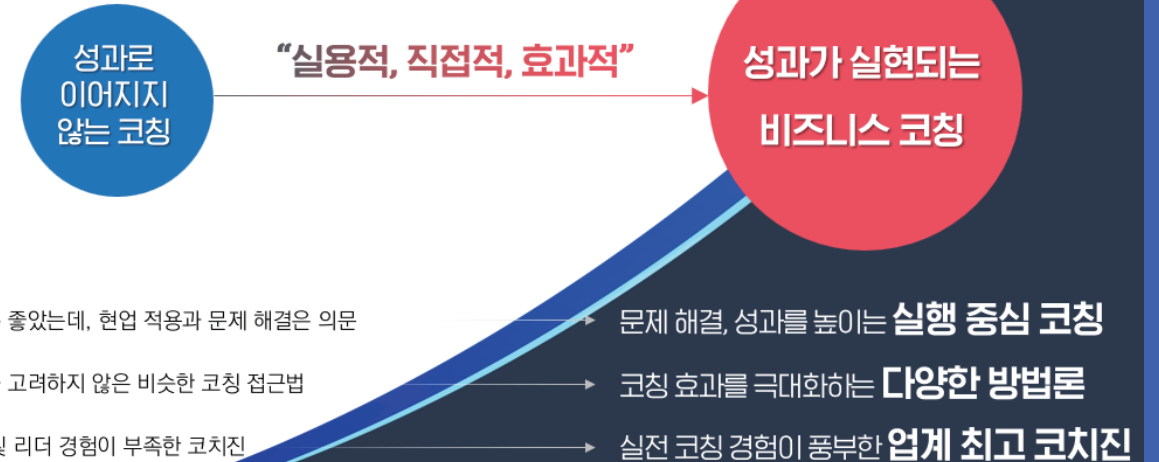 성과로
이어지지
않는 코칭
“실용적, 직접적, 효과적”
성과가 실현되는
비즈니스 코칭
좋았는데, 현업 적용과 문제 해결은 의문
문제 해결, 성과를 높이는 실행 중심 코칭
고려하지 않은 비슷한 코칭 접근법
코칭 효과를 극대화하는 다양한 방법론
및 리더 경험이 부족한 코치진
실전 코칭 경험이 풍부한 업계 최고 코치진